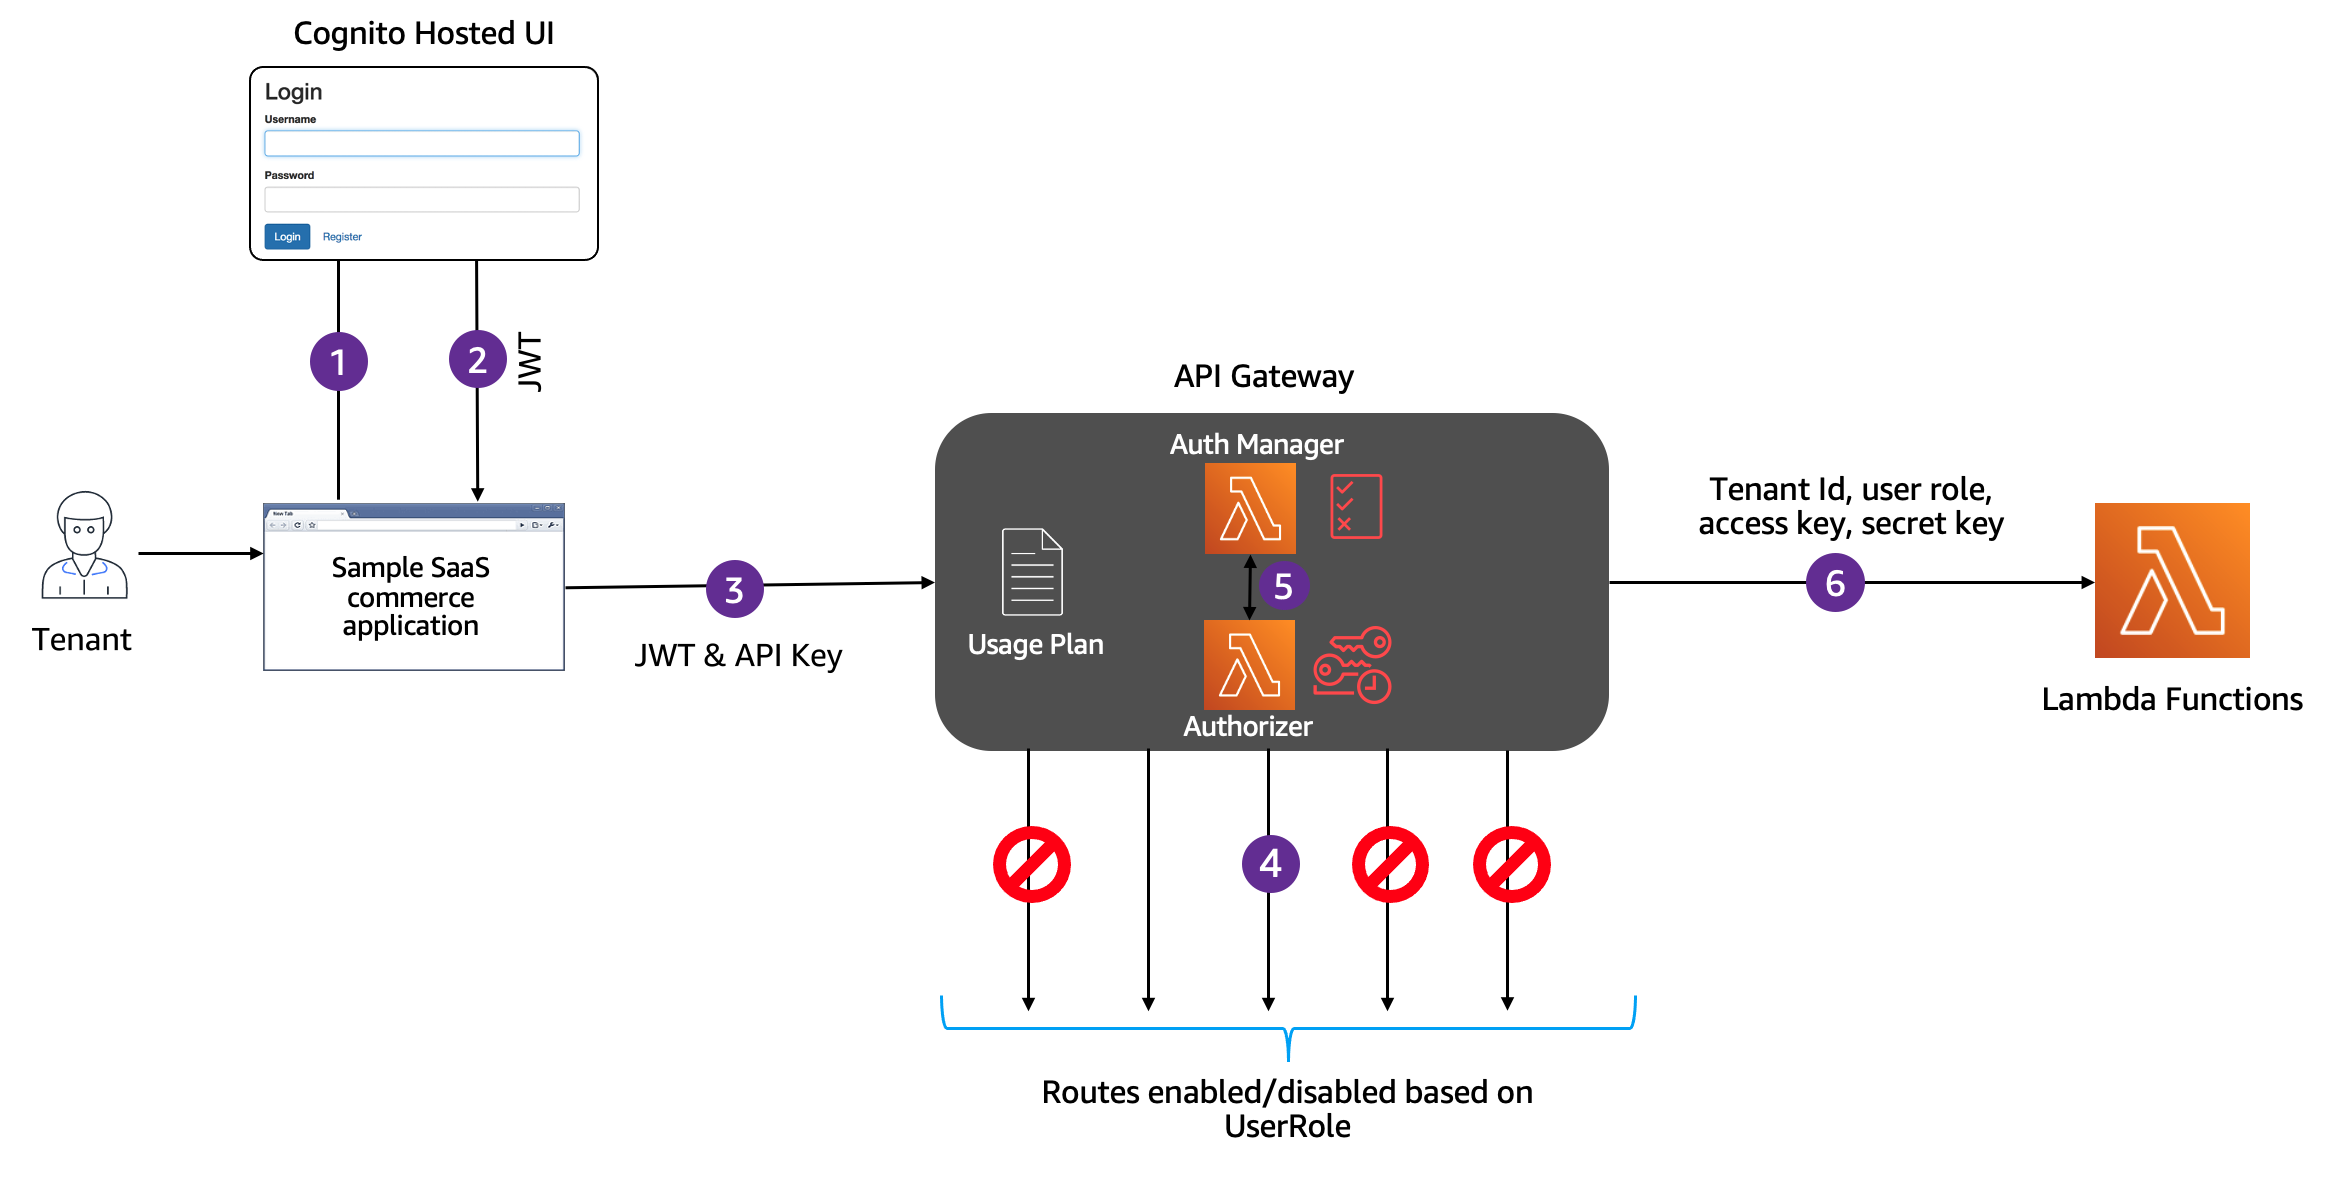 Cognito Hosted UI
Login
Username
Password
Login Register
1
2
JWT
New Tab
Sample SaaS
commerce
application
Tenant
3
JWT & API Key
API Gateway
Auth Manager
5
Usage Plan
Authorizer
4
Routes enabled/disabled based on
UserRole
Tenant Id, user role,
access key, secret key
6
Lambda Functions